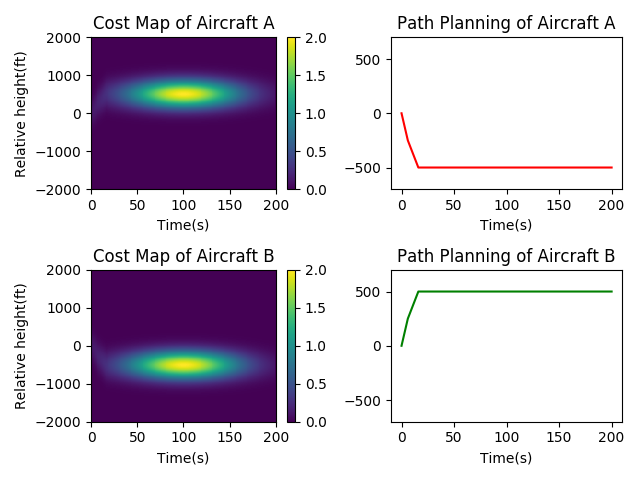 Cost Map of Aircraft A
2000
1000
0
−1000
−2000
Relative height(ft)
0 50 100 150 200
Time(s)
2.0
1.5
1.0
0.5
0.0
Path Planning of Aircraft A
500
0
−500
0 50 100 150 200
Time(s)
Cost Map of Aircraft B
2000
1000
0
−1000
−2000
Relative height(ft)
0 50 100 150 200
Time(s)
2.0
1.5
1.0
0.5
0.0
Path Planning of Aircraft B
500
0
−500
0 50 100 150 200
Time(s)